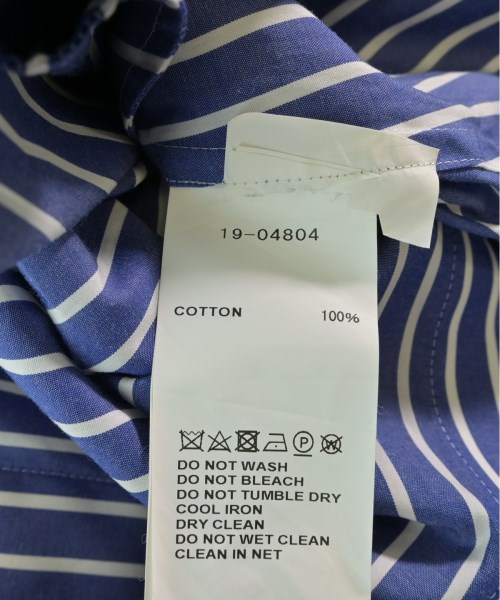 19-04804
COTTON 100%
P W
DO NOT WASH
DO NOT BLEACH
DO NOT TUMBLE DRY
COOL IRON
DRY CLEAN
DO NOT WET CLEAN
CLEAN IN NET